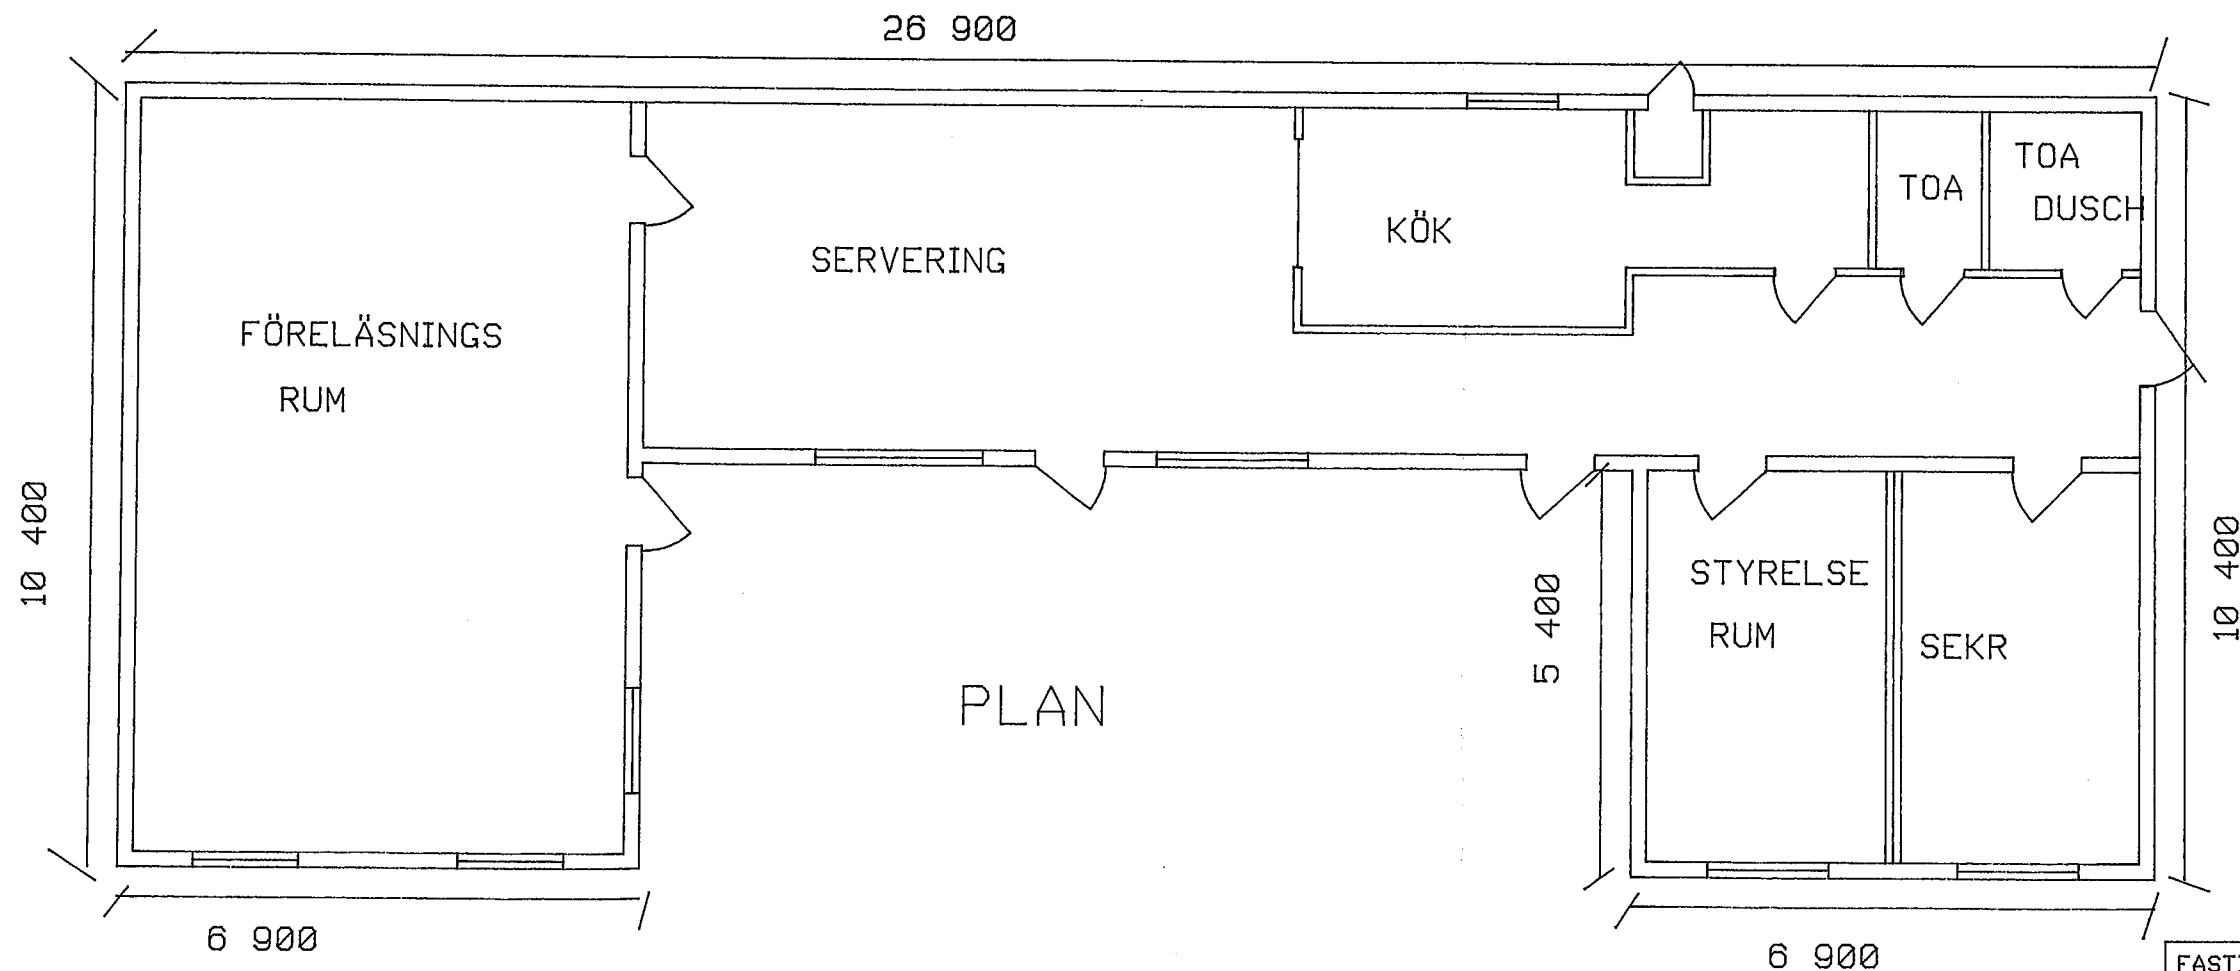 26 900
TOA
TOA
DUSCH
KÖK
SERVERING
FÖRELÄSNINGS
RUM
10 400
10 400
5 400
STYRELSE
RUM
SEKR
PLAN
6 900
6 900